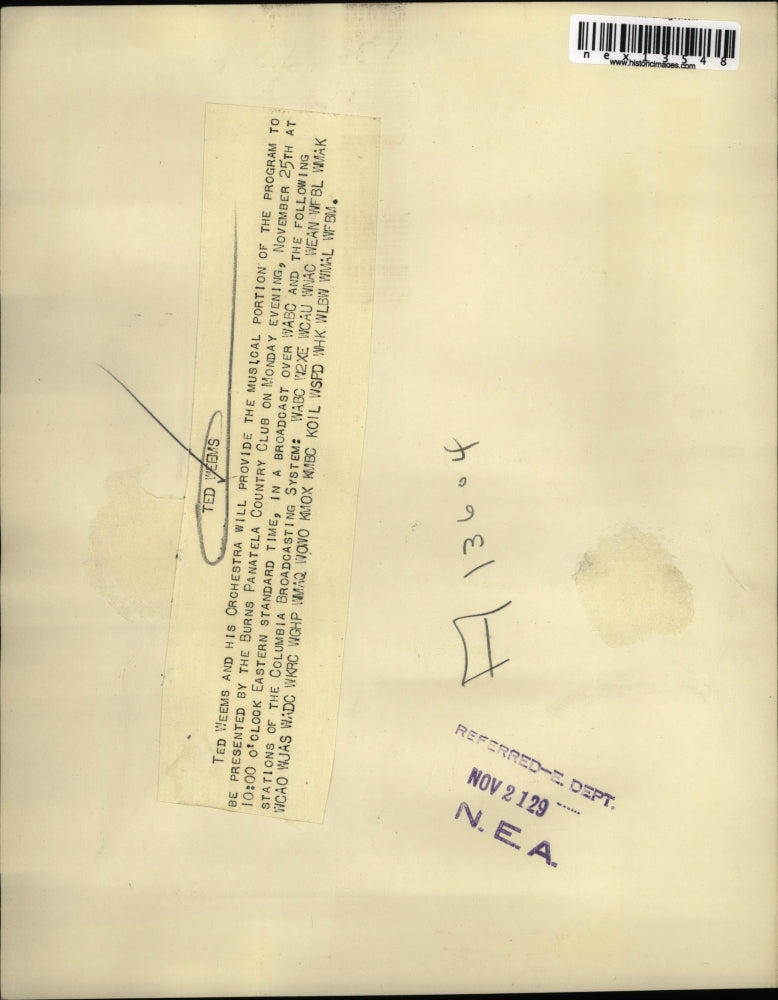 nex13548
www.historicimages.com
TED WEEMS
TED WEEMS AND HIS ORCHESTRA WILL PROVIDE THE MUSICAL PORTION OF THE PROGRAM TO
BE PRESENTED BY THE BURNS PANATELA COUNTRY CLUB ON MONDAY EVENING, NOVEMBER 25TH AT
10:00 O'CLOCK EASTERN STANDARD TIME, IN A BROADCAST OVER WABC AND THE FOLLOWING
STATIONS OF THE COLUMBIA BROADCASTING SYSTEM: WABC W2XE WCAU WNAC WEAN WFBL WMAK
WCAO WJAS WADC WKRC WGHP WMAQ WOWO KMOX KMBC KOIL WSPD WHK WLBW WMAL WFBM.
13604
REFERRED-E. DEPT.
NOV 21 29
N.E.A.